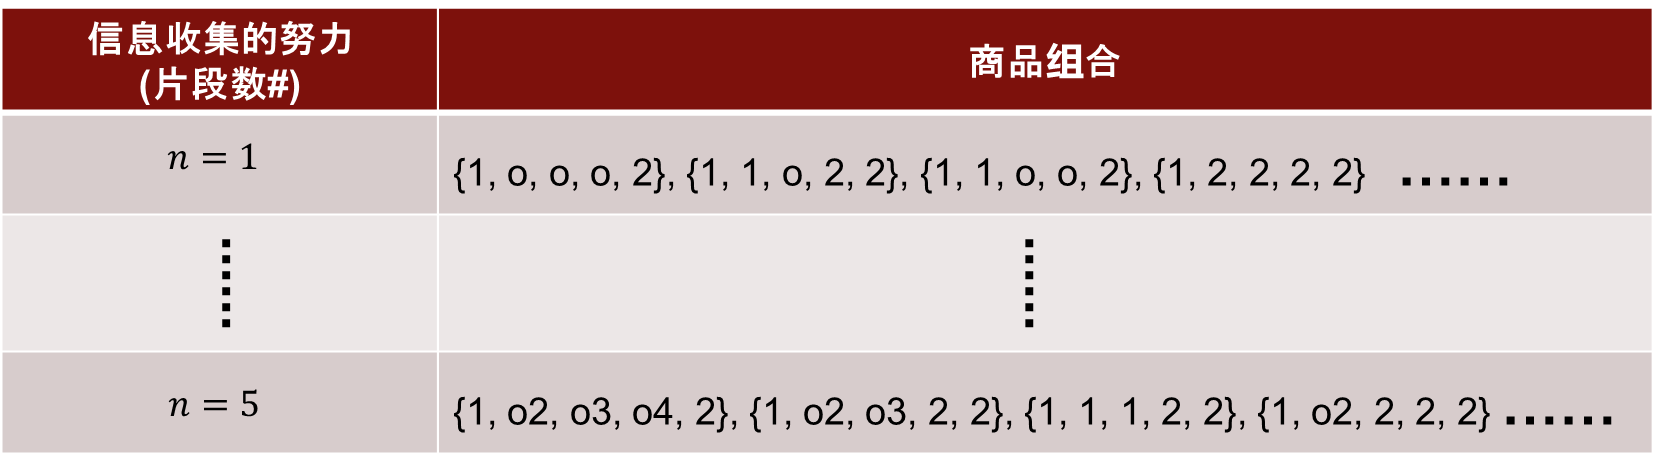 信息收集的努力
(片段数#)
商品组合
n = 1
{1, o, o, o, 2}, {1, 1, o, 2, 2}, {1, 1, o, o, 2}, {1, 2, 2, 2, 2} ......
n = 5
{1, o2, o3, o4, 2}, {1, o2, o3, 2, 2}, {1, 1, 1, 2, 2}, {1, o2, 2, 2, 2} ......